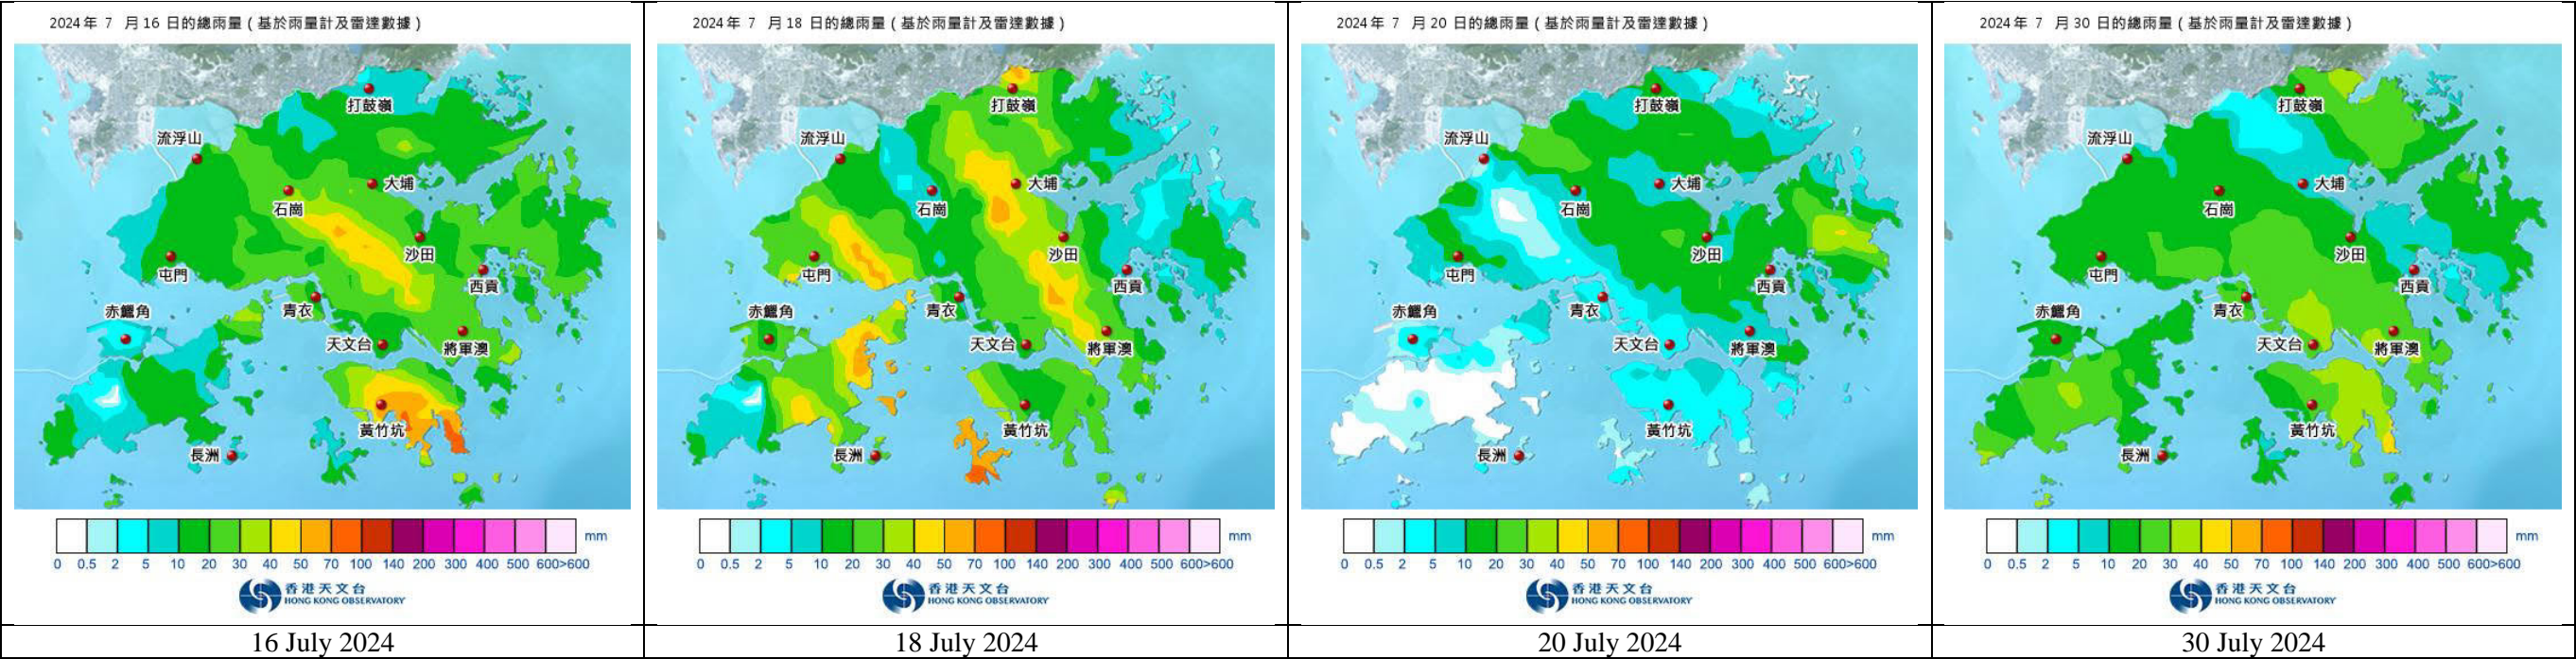 2024年 7 月16 日的總雨量 ( 基於雨量計及雷達數據 )
打鼓嶺
流浮山
大埔
石崗
沙田
屯門
西貢
青衣
赤鱲角
天文台
將軍澳
黃竹坑
長洲
mm
0 0.5 2 5 10 20 30 40 50 70 100 140 200 300 400 500 600>600
香港天文台
HONG KONG OBSERVATORY
16 July 2024
2024年 7 月18 日的總雨量 ( 基於雨量計及雷達數據 )
打鼓嶺
流浮山
大埔
石崗
沙田
屯門
西貢
青衣
赤鱲角
天文台
將軍澳
黃竹坑
長洲
mm
0 0.5 2 5 10 20 30 40 50 70 100 140 200 300 400 500 600>600
香港天文台
HONG KONG OBSERVATORY
18 July 2024
2024年 7 月20 日的總雨量 ( 基於雨量計及雷達數據 )
打鼓嶺
流浮山
大埔
石崗
沙田
屯門
西貢
青衣
赤鱲角
天文台
將軍澳
黃竹坑
長洲
mm
0 0.5 2 5 10 20 30 40 50 70 100 140 200 300 400 500 600>600
香港天文台
HONG KONG OBSERVATORY
20 July 2024
2024年 7 月30 日的總雨量 ( 基於雨量計及雷達數據 )
打鼓嶺
流浮山
大埔
石崗
沙田
屯門
西貢
青衣
赤鱲角
天文台
將軍澳
黃竹坑
長洲
mm
0 0.5 2 5 10 20 30 40 50 70 100 140 200 300 400 500 600>600
香港天文台
HONG KONG OBSERVATORY
30 July 2024